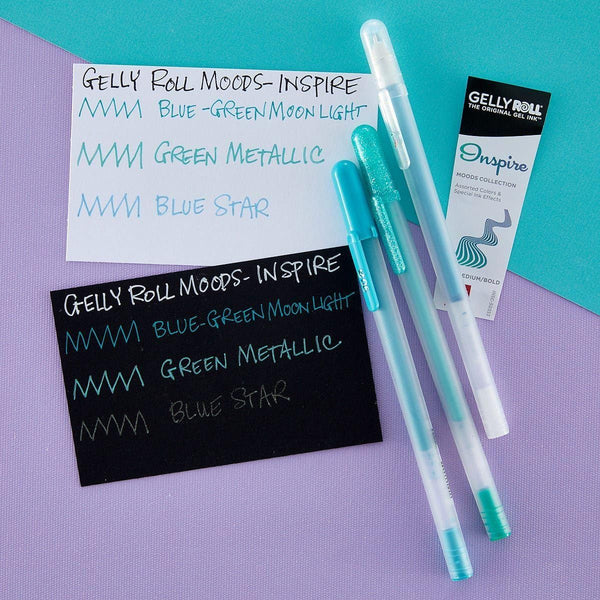 GELLY ROLL MOODS-INSPIRE
BLUE-GREEN MOON LIGHT
GREEN METALLIC
BLUE STAR
GELLY ROLL MOODS-INSPIRE
BLUE-GREEN MOON LIGHT
GREEN METALLIC
BLUE STAR
GELLY ROLL
THE ORIGINAL GEL INK™
Inspire
MOODS COLLECTION
Assorted Colors &
Special Ink Effects
MEDIUM/BOLD